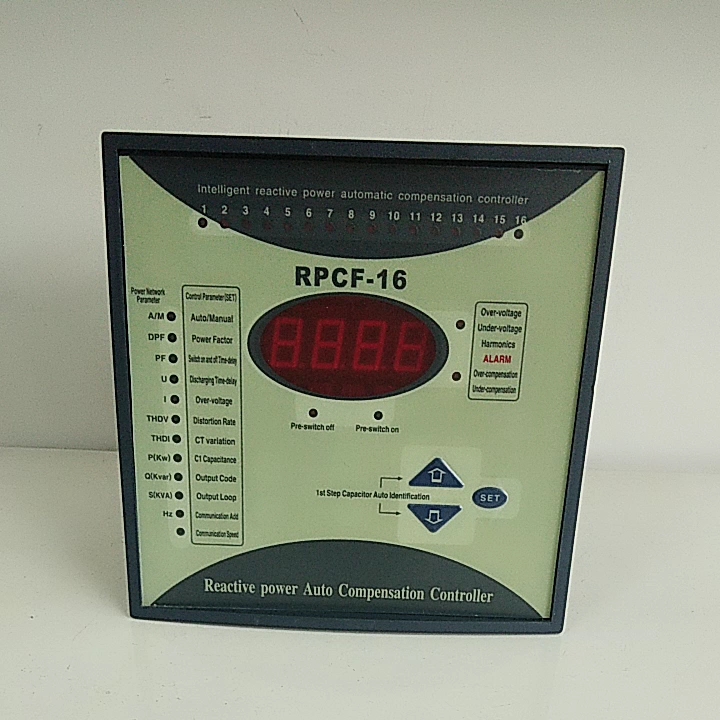 Intelligent reactive power automatic compensation controller
1 2 3 4 5 6 7 8 9 10 11 12 13 14 15 16
RPCF-16
Power Network
Parameter
Control Parameter(SET)
A/M Auto/Manual
DPF Power Factor
PF Switch on and off Time-delay
U Discharging Time-delay
I Over-voltage
THDV Distortion Rate
THDI CT variation
P(Kw) C1 Capacitance
Q(Kvar) Output Code
S(KVA) Output Loop
Hz Communication Add
Communication Speed
8888
Over-voltage
Under-voltage
Harmonics
ALARM
Over-compensation
Under-compensation
Pre-switch off Pre-switch on
1st Step Capacitor Auto Identification
SET
Reactive power Auto Compensation Controller